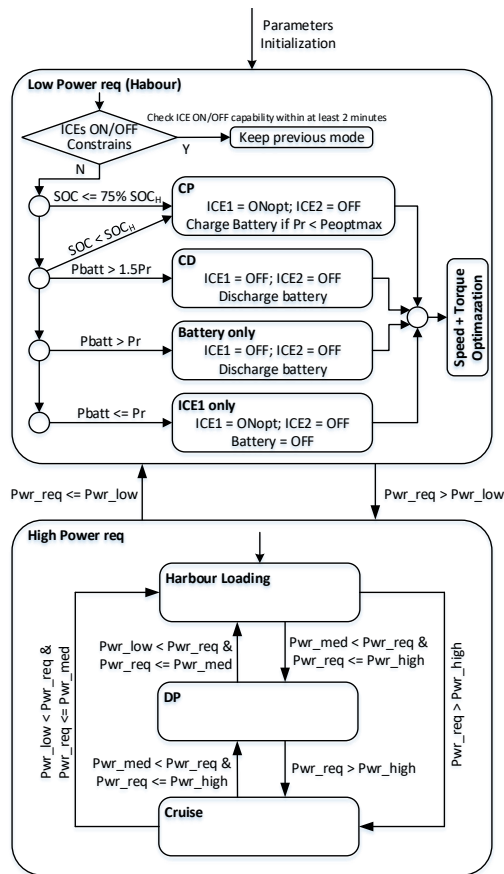 Parameters
Initialization
Low Power req (Habour)
Check ICE ON/OFF capability within at least 2 minutes
ICEs ON/OFF
Constrains
Y
Keep previous mode
N
SOC <= 75% SOCH
CP
ICE1 = ONopt; ICE2 = OFF
Charge Battery if Pr < Peoptmax
SOC < SOCH
Pbatt > 1.5Pr
CD
ICE1 = OFF; ICE2 = OFF
Discharge battery
Speed + Torque
Optimazation
Pbatt > Pr
Battery only
ICE1 = OFF; ICE2 = OFF
Discharge battery
Pbatt <= Pr
ICE1 only
ICE1 = ONopt; ICE2 = OFF
Battery = OFF
Pwr_req <= Pwr_low
Pwr_req > Pwr_low
High Power req
Harbour Loading
Pwr_low < Pwr_req &
Pwr_req <= Pwr_med
Pwr_med < Pwr_req &
Pwr_req <= Pwr_high
Pwr_low < Pwr_req &
Pwr_req <= Pwr_med
Pwr_req > Pwr_high
DP
Pwr_med < Pwr_req &
Pwr_req <= Pwr_high
Pwr_req > Pwr_high
Cruise